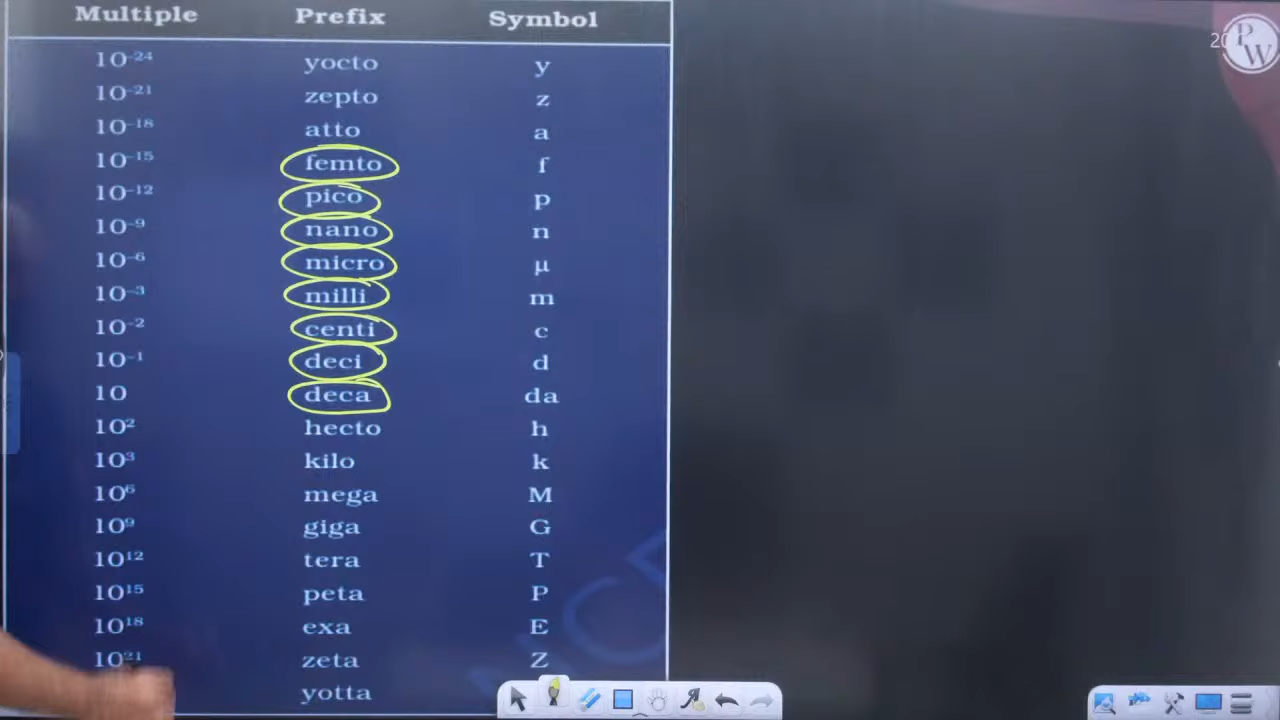 Multiple Prefix Symbol
10⁻²⁴ yocto y
10⁻²¹ zepto z
10⁻¹⁸ atto a
10⁻¹⁵ femto f
10⁻¹² pico p
10⁻⁹ nano n
10⁻⁶ micro µ
10⁻³ milli m
10⁻² centi c
10⁻¹ deci d
10 deca da
10² hecto h
10³ kilo k
10⁶ mega M
10⁹ giga G
10¹² tera T
10¹⁵ peta P
10¹⁸ exa E
10²¹ zeta Z
yotta
PW